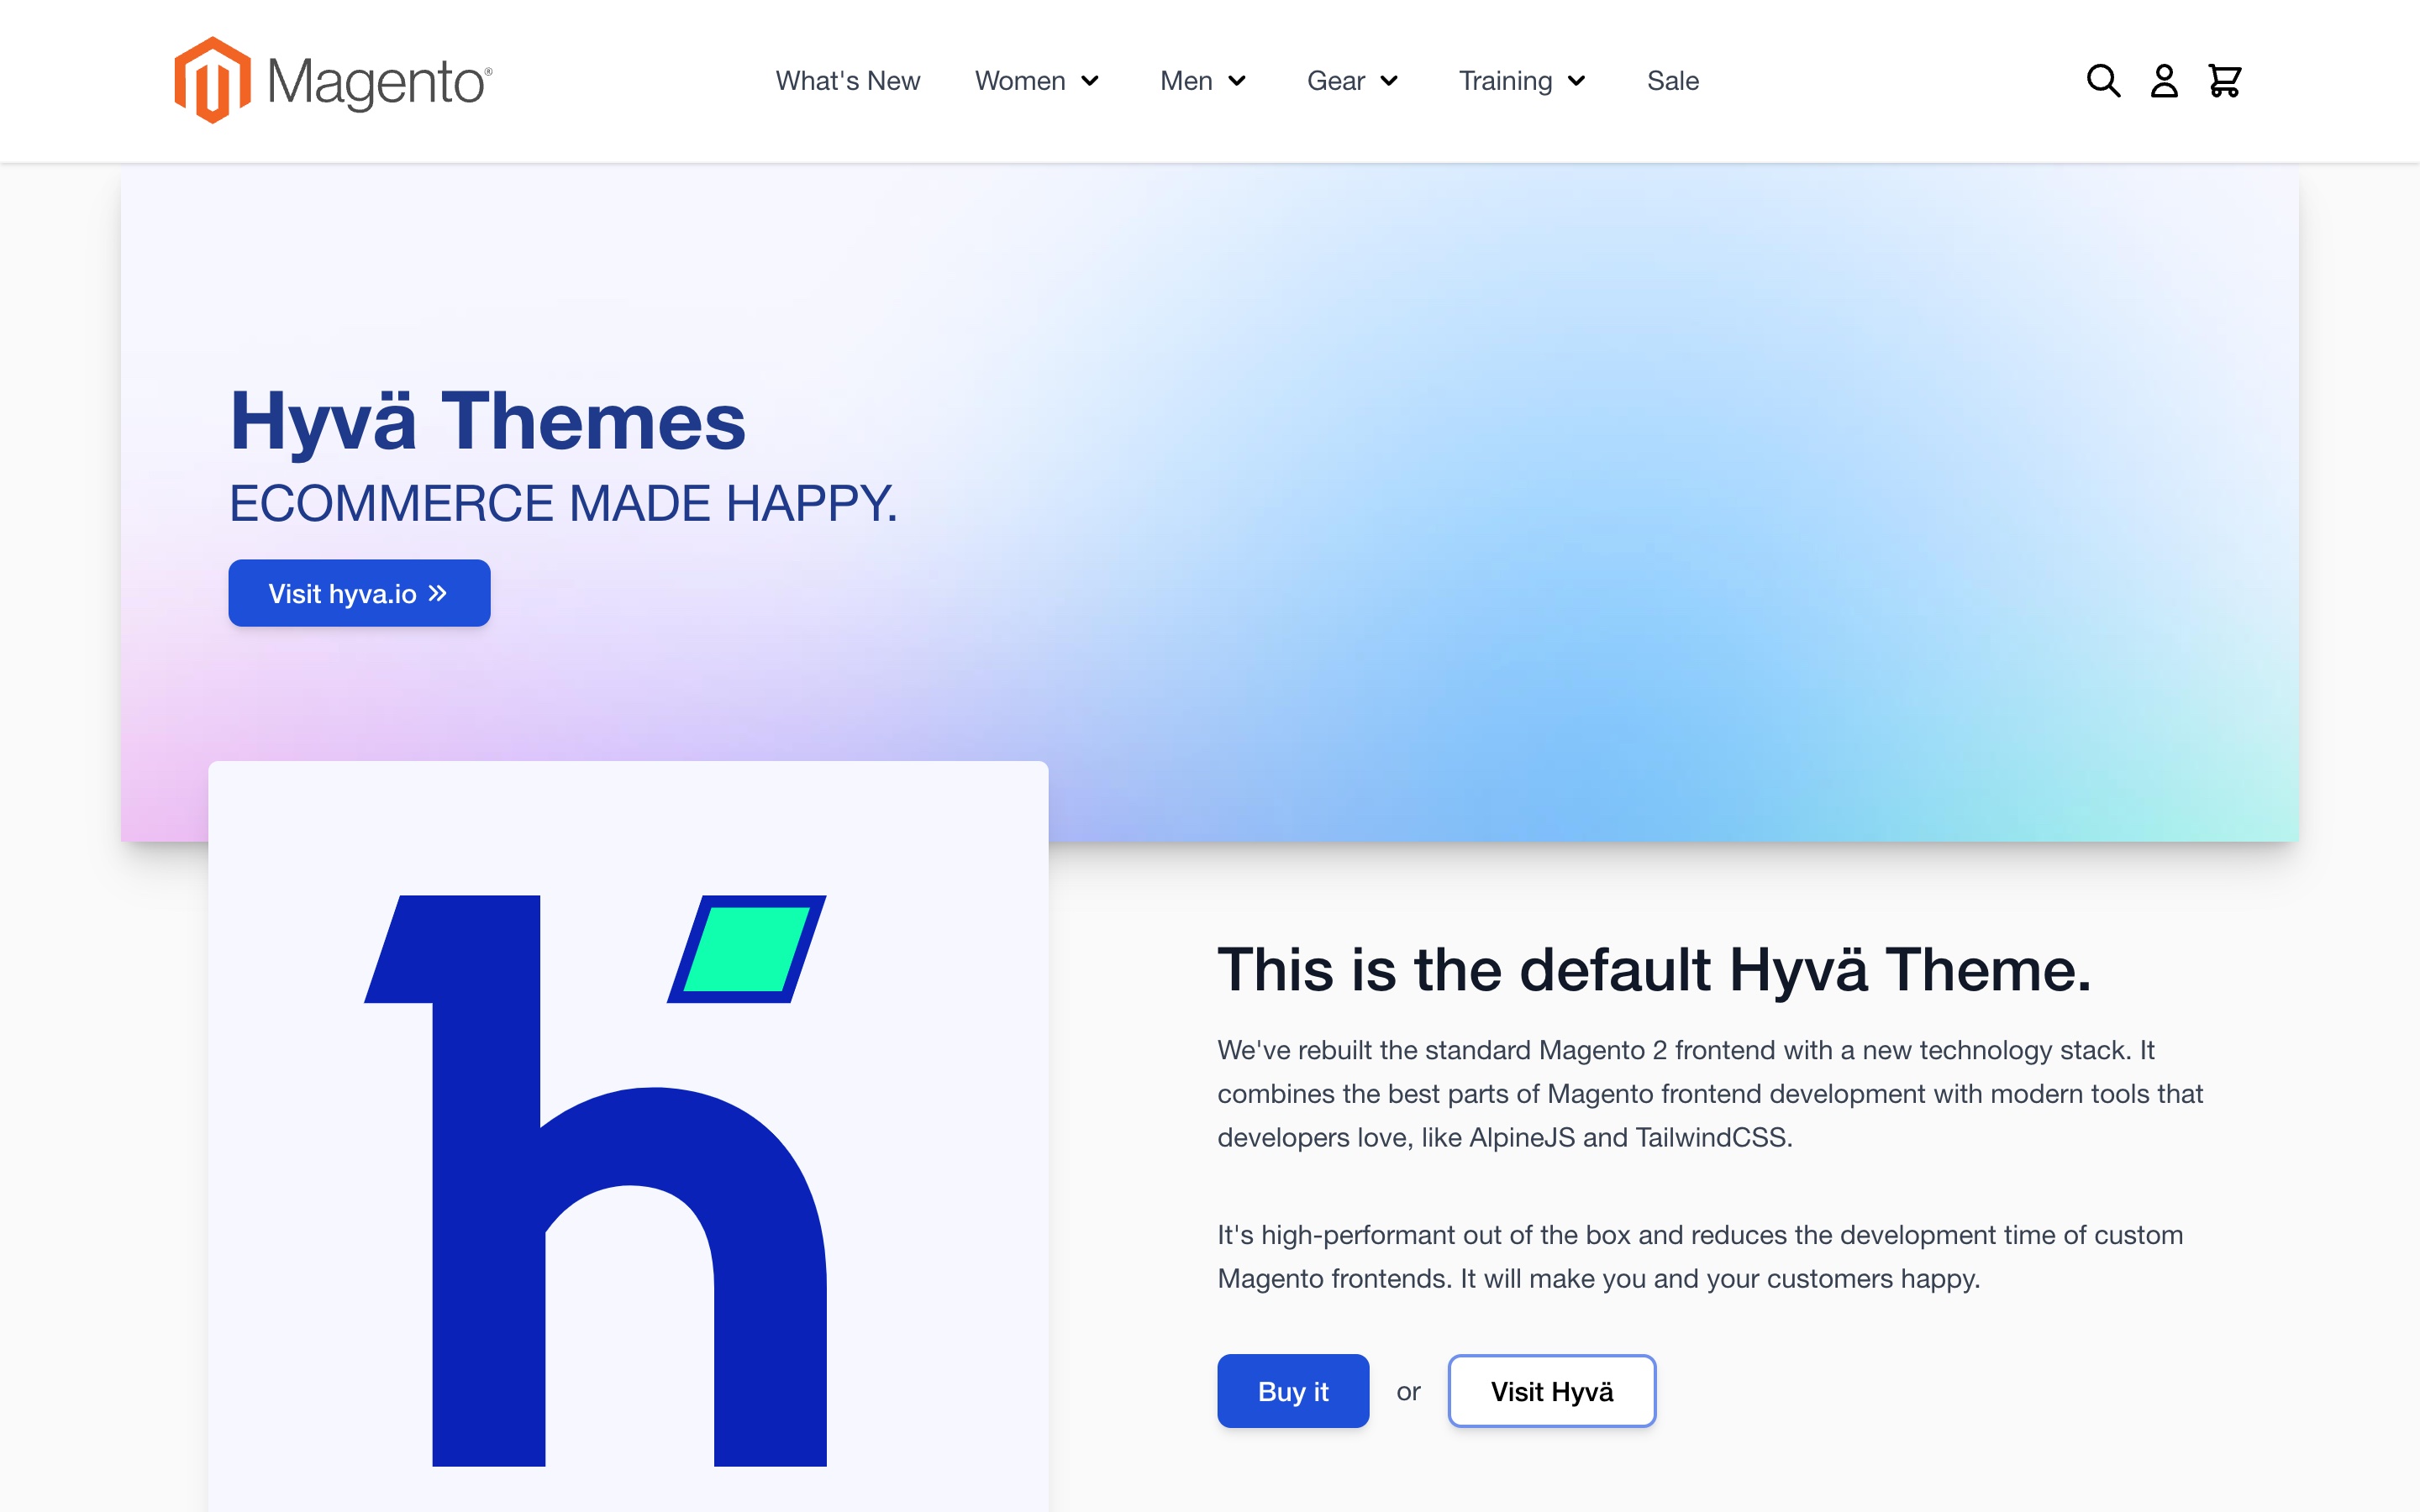 Magento®
What's New
Women
Men
Gear
Training
Sale
Hyvä Themes
ECOMMERCE MADE HAPPY.
Visit hyva.io »
This is the default Hyvä Theme.
We've rebuilt the standard Magento 2 frontend with a new technology stack. It
combines the best parts of Magento frontend development with modern tools that
developers love, like AlpineJS and TailwindCSS.
It's high-performant out of the box and reduces the development time of custom
Magento frontends. It will make you and your customers happy.
Buy it
or
Visit Hyvä